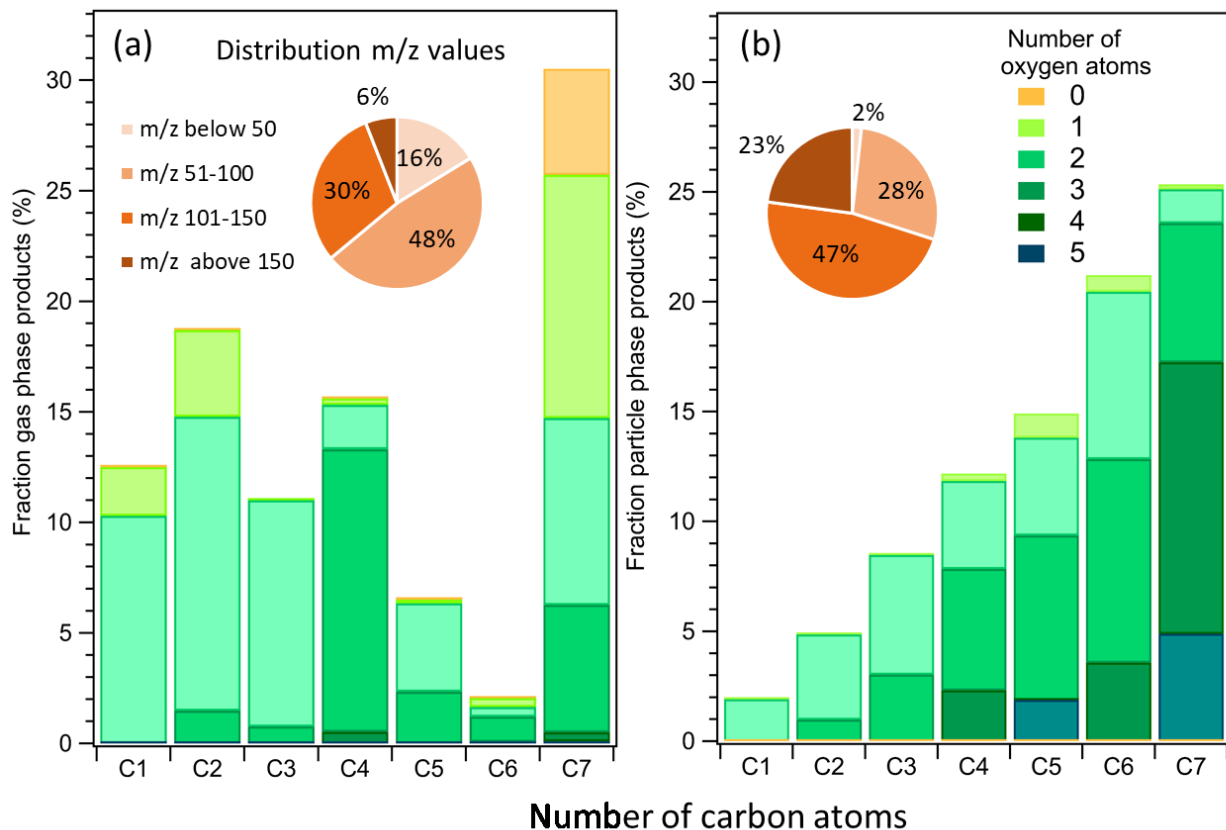 (a)
Distribution m/z values
m/z below 50
m/z 51-100
m/z 101-150
m/z above 150
6%
16%
30%
48%
Fraction gas phase products (%)
30
25
20
15
10
5
0
C1 C2 C3 C4 C5 C6 C7
(b)
Number of
oxygen atoms
0
1
2
3
4
5
2%
23%
28%
47%
Fraction particle phase products (%)
30
25
20
15
10
5
0
C1 C2 C3 C4 C5 C6 C7
Number of carbon atoms